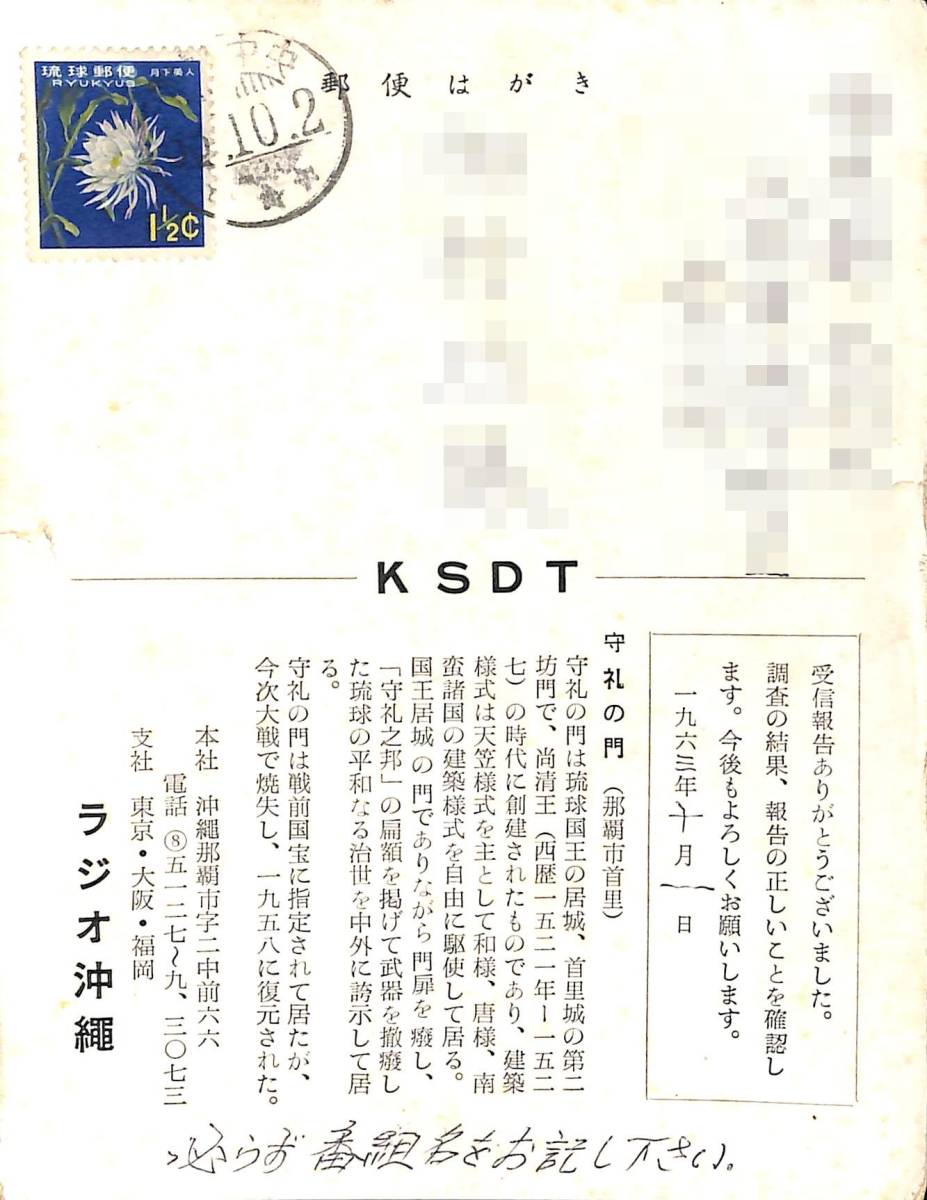 郵便はがき
琉球郵便 月下美人
RYUKYUS
1½¢
中央
.10.2
KSDT
受信報告ありがとうございました。
調査の結果、報告の正しいことを確認し
ます。今後もよろしくお願いします。
一九六三年十月一日
守礼の門（那覇市首里）
守礼の門は琉球国王の居城、首里城の第二
坊門で、尚清王（西歴一五二一年ー一五二
七）の時代に創建されたものであり、建築
様式は天笠様式を主として和様、唐様、南
蛮諸国の建築様式を自由に駆使して居る。
国王居城の門でありながら門扉を癈し、
「守礼之邦」の扁額を掲げて武器を撤癈し
た琉球の平和なる治世を中外に誇示して居
る。
守礼の門は戦前国宝に指定されて居たが、
今次大戦で焼失し、一九五八に復元された。
本社 沖繩那覇市字二中前六六
電話 ⑧五一二七〜九、三〇七三
支社 東京・大阪・福岡
ラジオ沖繩
必らず番組名をお記し下さい。